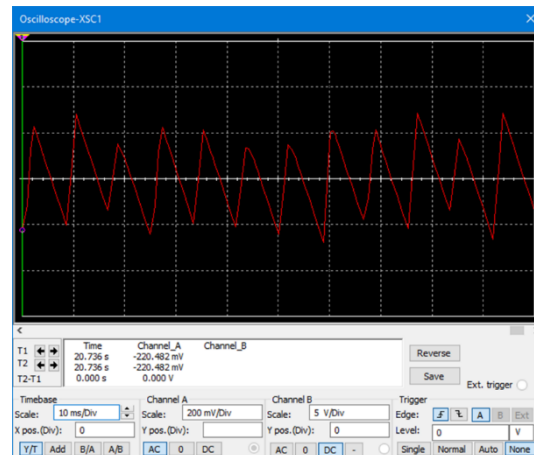 Oscilloscope-XSC1
Time Channel_A Channel_B
T1 20.736 s -220.482 mV
T2 20.736 s -220.482 mV
T2-T1 0.000 s 0.000 V
Reverse
Save
Ext. trigger
Timebase
Scale: 10 ms/Div
X pos.(Div): 0
Y/T Add B/A A/B
Channel A
Scale: 200 mV/Div
Y pos.(Div): 0
AC 0 DC
Channel B
Scale: 5 V/Div
Y pos.(Div): 0
AC 0 DC -
Trigger
Edge: A B Ext
Level: 0 V
Single Normal Auto None